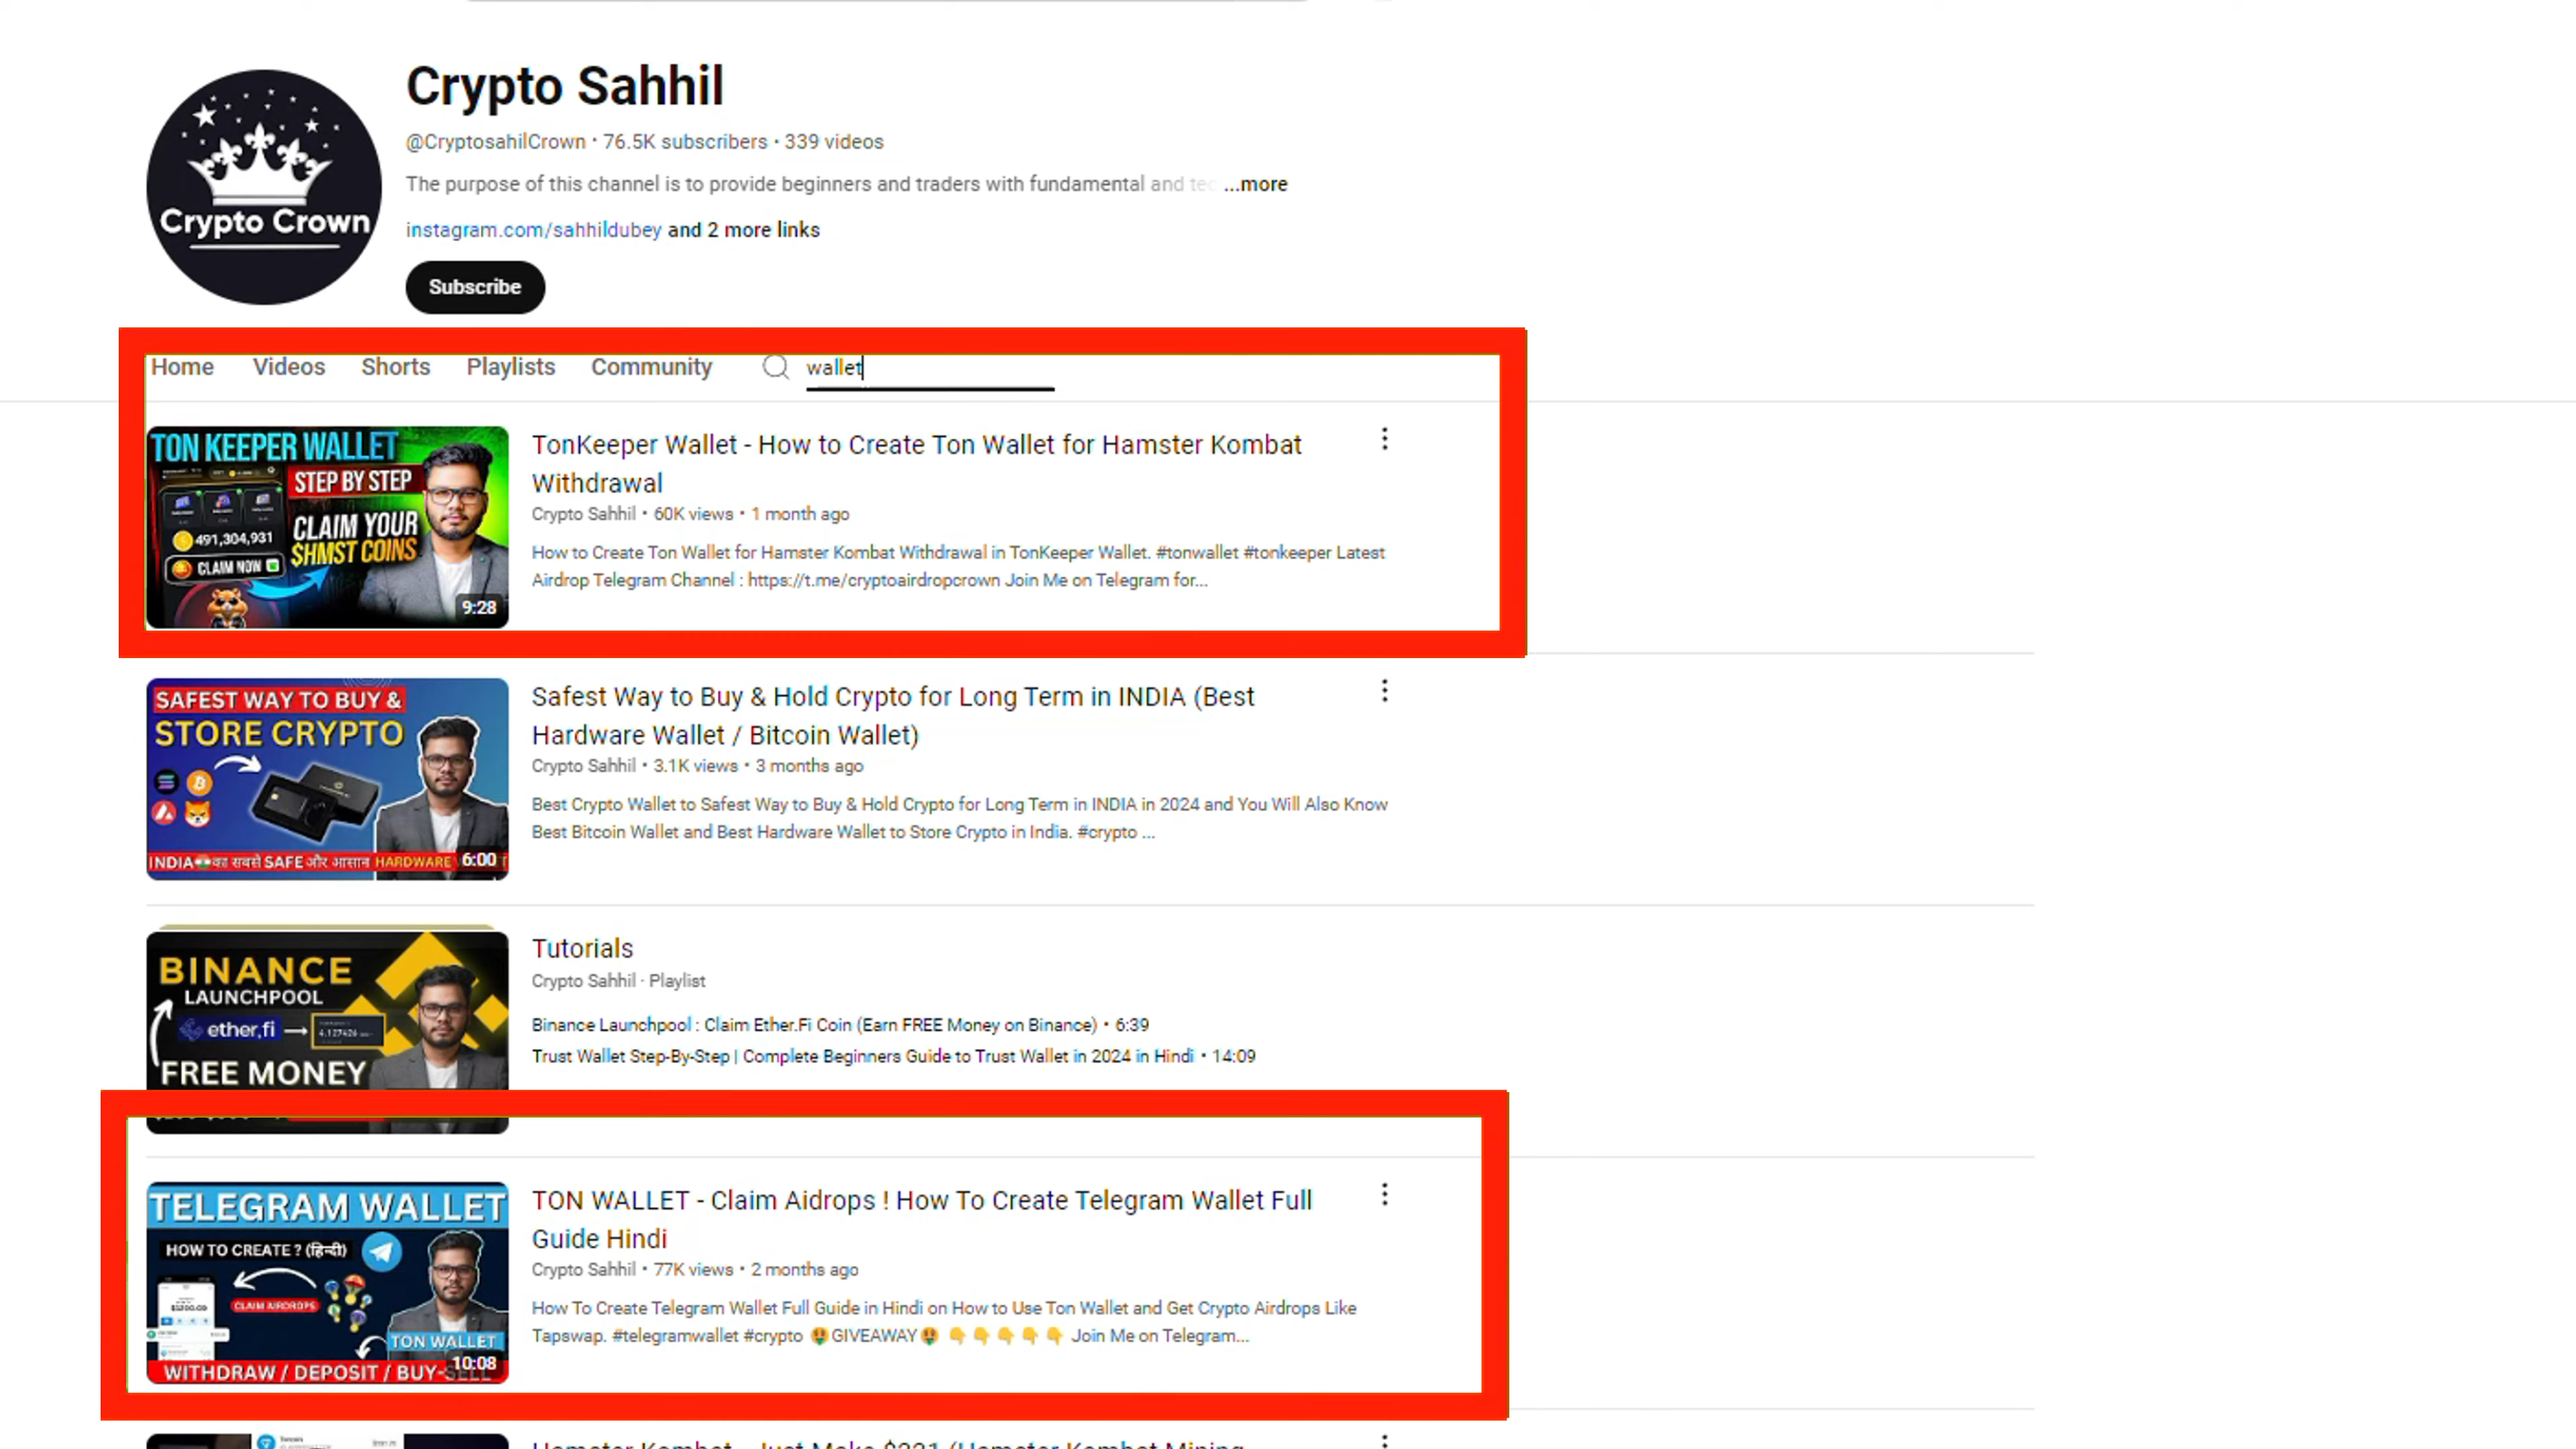 Crypto Sahhil
@CryptosahilCrown • 76.5K subscribers • 339 videos
The purpose of this channel is to provide beginners and traders with fundamental and ...more
instagram.com/sahhildubey and 2 more links
Crypto Crown
Subscribe
Home Videos Shorts Playlists Community wallet
TON KEEPER WALLET
STEP BY STEP
CLAIM YOUR
$HMST COINS
491,304,931
CLAIM NOW
9:28
TonKeeper Wallet - How to Create Ton Wallet for Hamster Kombat
Withdrawal
Crypto Sahhil • 60K views • 1 month ago
How to Create Ton Wallet for Hamster Kombat Withdrawal in TonKeeper Wallet. #tonwallet #tonkeeper Latest
Airdrop Telegram Channel : https://t.me/cryptoairdropcrown Join Me on Telegram for...
SAFEST WAY TO BUY &
STORE CRYPTO
INDIA का सबसे SAFE और आसान HARDWARE
6:00
Safest Way to Buy & Hold Crypto for Long Term in INDIA (Best
Hardware Wallet / Bitcoin Wallet)
Crypto Sahhil • 3.1K views • 3 months ago
Best Crypto Wallet to Safest Way to Buy & Hold Crypto for Long Term in INDIA in 2024 and You Will Also Know
Best Bitcoin Wallet and Best Hardware Wallet to Store Crypto in India. #crypto ...
BINANCE
LAUNCHPOOL
ether.fi
FREE MONEY
Tutorials
Crypto Sahhil · Playlist
Binance Launchpool : Claim Ether.Fi Coin (Earn FREE Money on Binance) • 6:39
Trust Wallet Step-By-Step | Complete Beginners Guide to Trust Wallet in 2024 in Hindi • 14:09
TELEGRAM WALLET
HOW TO CREATE ? (हिन्दी)
CLAIM AIRDROPS
TON WALLET
10:08
WITHDRAW / DEPOSIT / BUY-SELL
TON WALLET - Claim Aidrops ! How To Create Telegram Wallet Full
Guide Hindi
Crypto Sahhil • 77K views • 2 months ago
How To Create Telegram Wallet Full Guide in Hindi on How to Use Ton Wallet and Get Crypto Airdrops Like
Tapswap. #telegramwallet #crypto 🤑GIVEAWAY🤑 👇👇👇👇👇 Join Me on Telegram...
Hamster Kombat - Just Make $221 (Hamster Kombat Mining